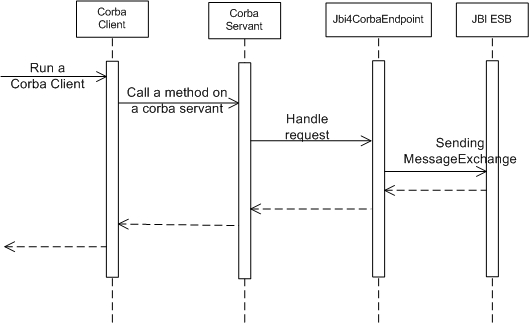 Corba
Client
Corba
Servant
Jbi4CorbaEndpoint
JBI ESB
Run a
Corba Client
Call a method on
a corba servant
Handle
request
Sending
MessageExchange